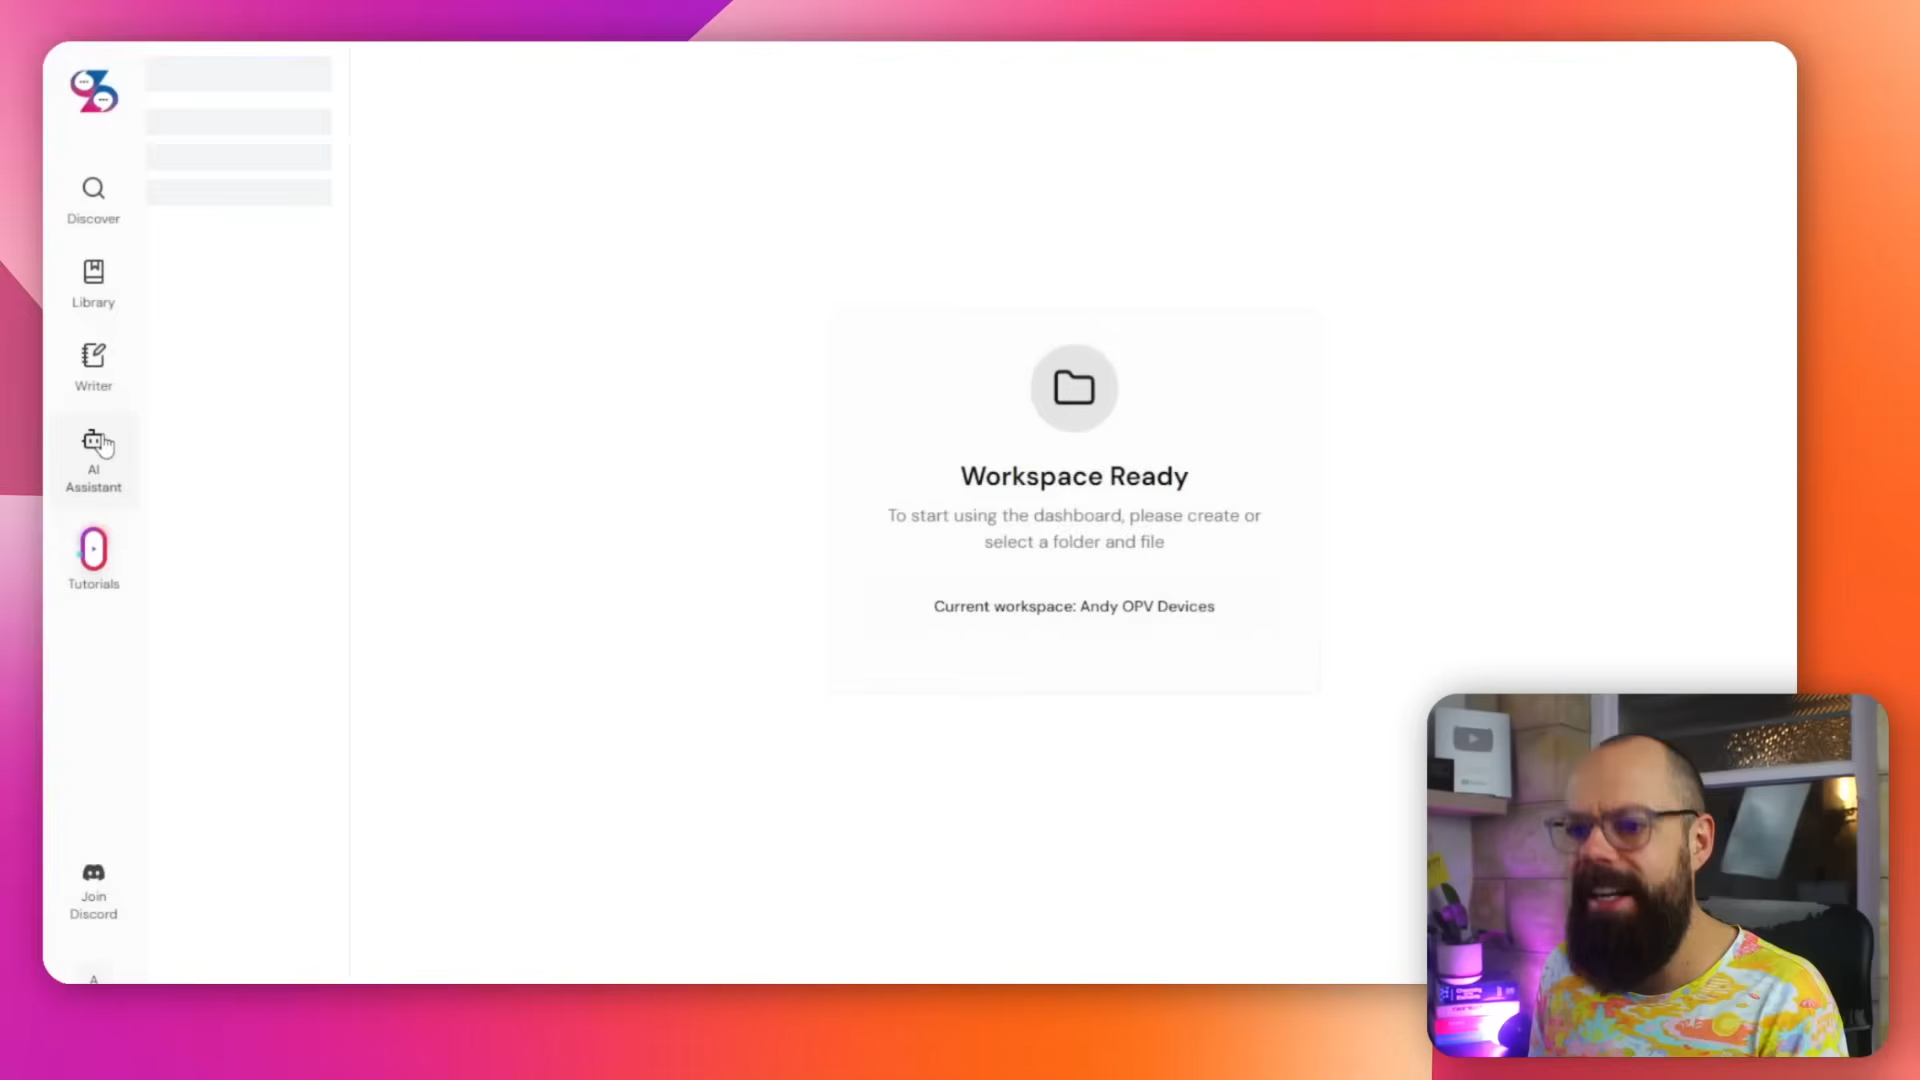 Discover
Library
Writer
AI
Assistant
Tutorials
Join
Discord
A
Workspace Ready
To start using the dashboard, please create or
select a folder and file
Current workspace: Andy OPV Devices